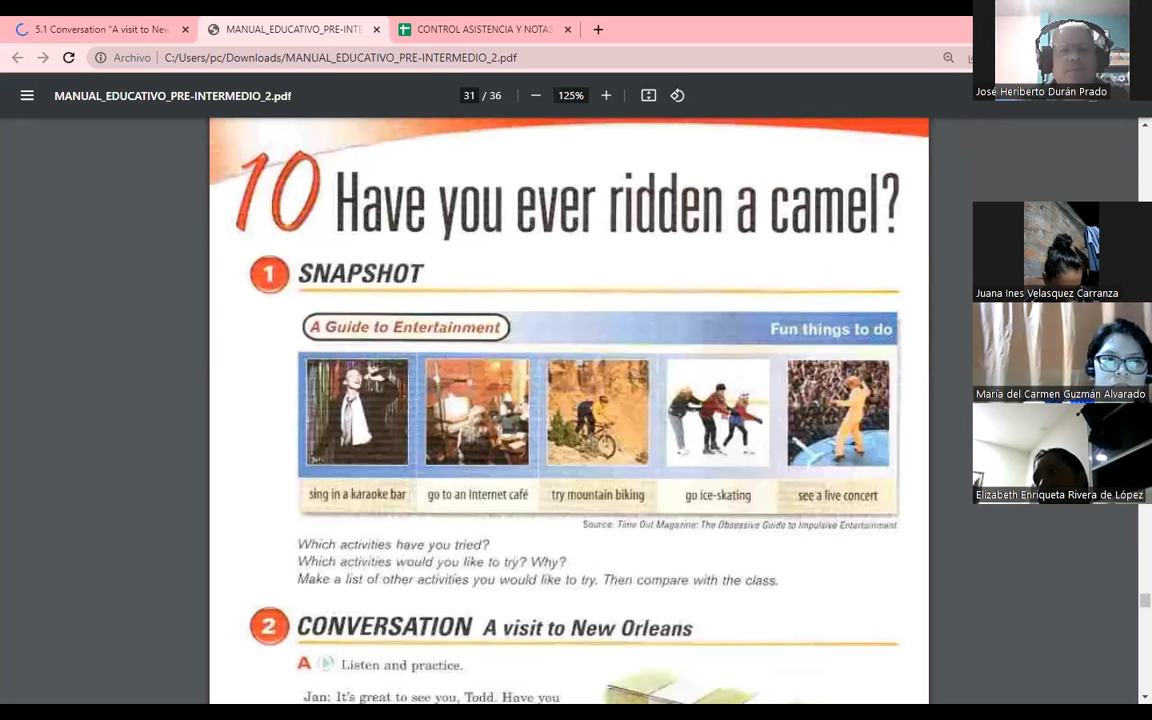 5.1 Conversation "A visit to New
MANUAL_EDUCATIVO_PRE-INTE
CONTROL ASISTENCIA Y NOTAS
Archivo
C:/Users/pc/Downloads/MANUAL_EDUCATIVO_PRE-INTERMEDIO_2.pdf
MANUAL_EDUCATIVO_PRE-INTERMEDIO_2.pdf
31 / 36
125%
José Heriberto Durán Prado
Juana Ines Velasquez Carranza
María del Carmen Guzmán Alvarado
Elizabeth Enriqueta Rivera de López
10 Have you ever ridden a camel?
1 SNAPSHOT
A Guide to Entertainment
Fun things to do
sing in a karaoke bar
go to an Internet café
try mountain biking
go ice-skating
see a live concert
Source: Time Out Magazine: The Obsessive Guide to Impulsive Entertainment
Which activities have you tried?
Which activities would you like to try? Why?
Make a list of other activities you would like to try. Then compare with the class.
2 CONVERSATION A visit to New Orleans
A Listen and practice.
Jan: It's great to see you, Todd. Have you